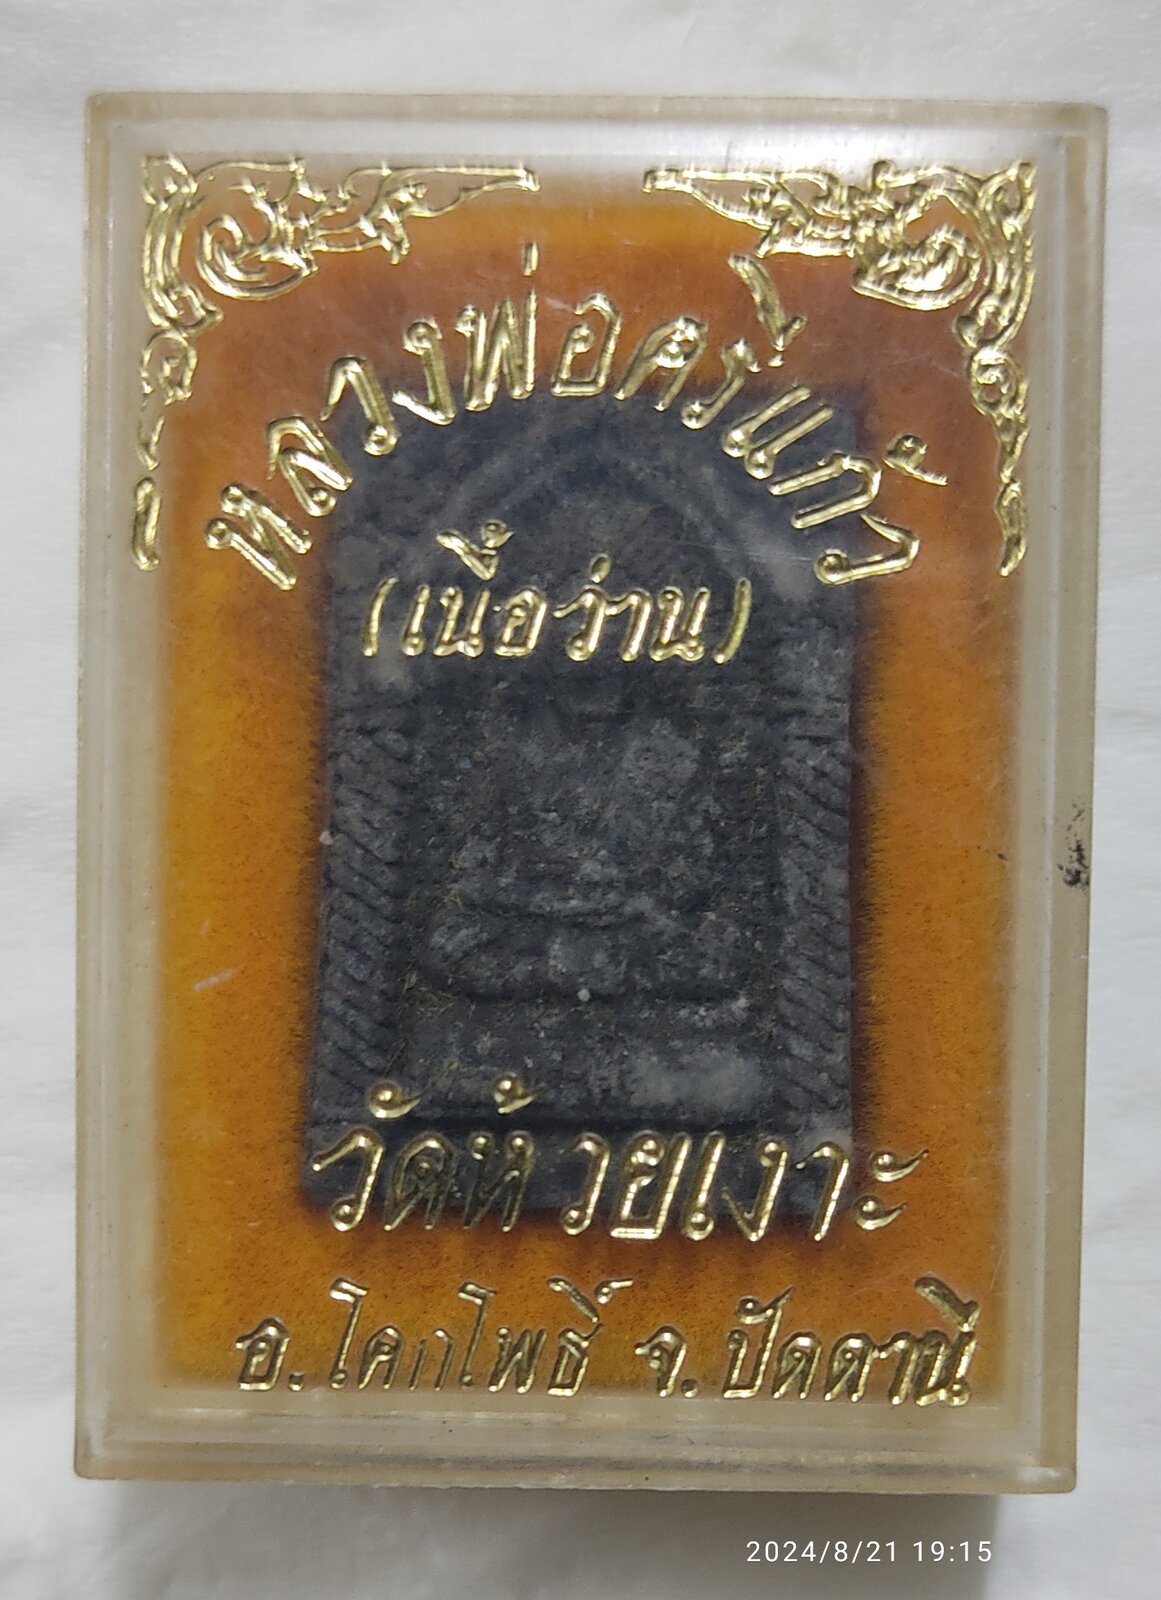 หลวงพ่อครูแก้ว
(เนื้อว่าน)
วัดห้วยเงาะ
อ.โคกโพธิ์ จ.ปัตตานี
2024/8/21 19:15